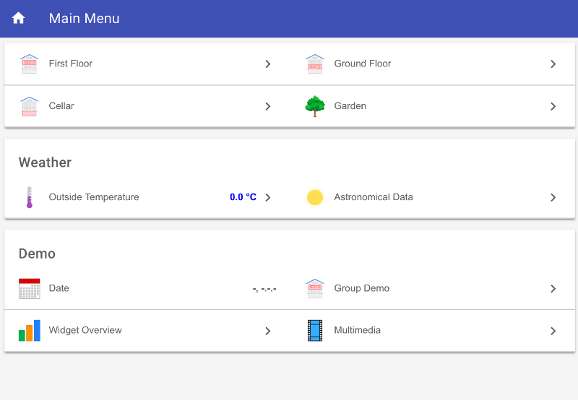 Main Menu
First Floor
Ground Floor
Cellar
Garden
Weather
Outside Temperature 0.0 °C
Astronomical Data
Demo
Date -, -.-.-
Group Demo
Widget Overview
Multimedia